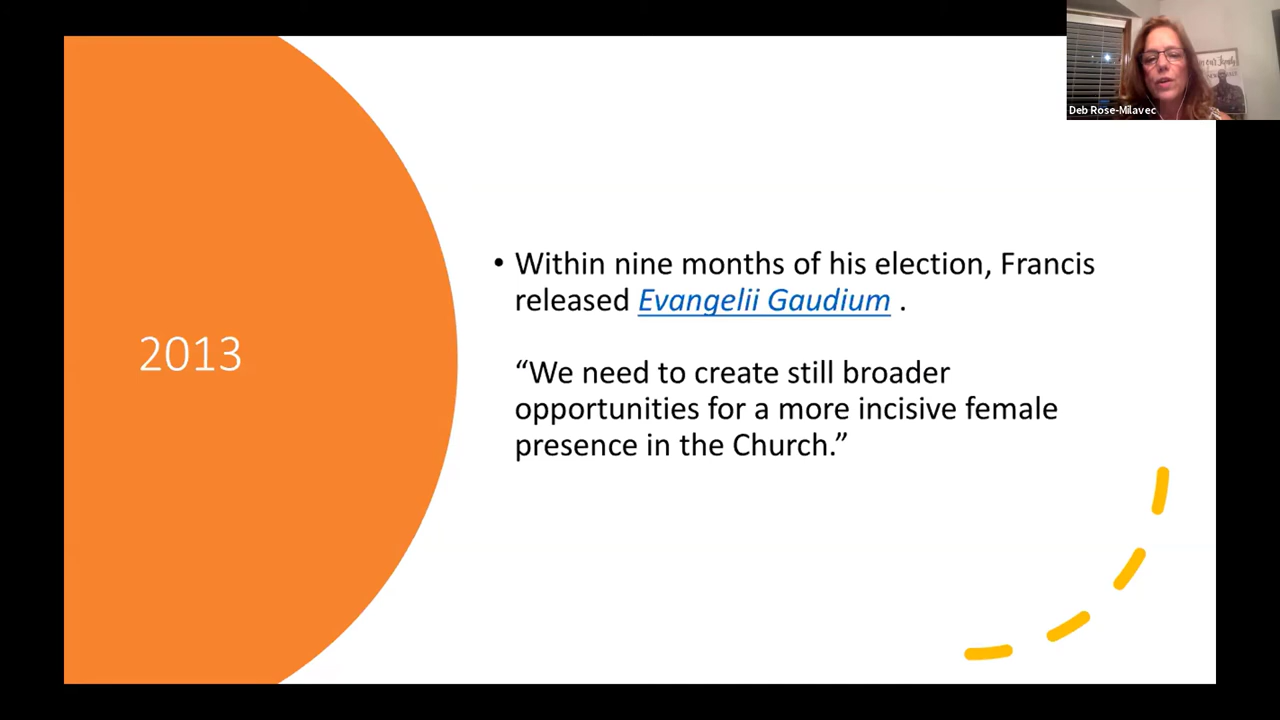 Deb Rose-Milavec
2013
• Within nine months of his election, Francis
released Evangelii Gaudium .
“We need to create still broader
opportunities for a more incisive female
presence in the Church.”